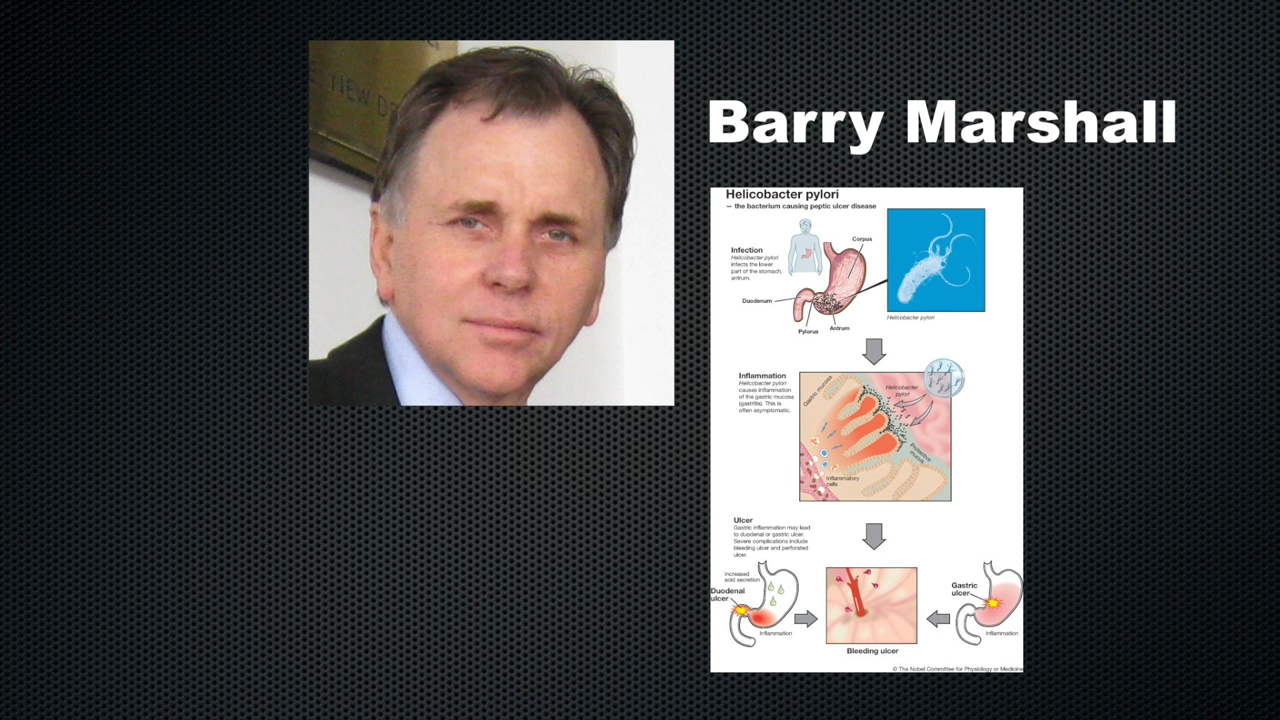 E, NEW DE
Barry Marshall
Helicobacter pylori
– the bacterium causing peptic ulcer disease
Infection
Helicobacter pylori
infects the lower
part of the stomach,
antrum.
Corpus
Duodenum
Pylorus
Antrum
Helicobacter pylori
Inflammation
Helicobacter pylori
causes inflammation
of the gastric mucosa
(gastritis). This is
often asymptomatic.
Gastric mucosa
Helicobacter
pylori
Protective
mucus
Inflammatory
cells
Ulcer
Gastric inflammation may lead
to duodenal or gastric ulcer.
Severe complications include
bleeding ulcer and perforated
ulcer.
Increased
acid secretion
Duodenal
ulcer
Inflammation
Gastric
ulcer
Inflammation
Bleeding ulcer
© The Nobel Committee for Physiology or Medicine